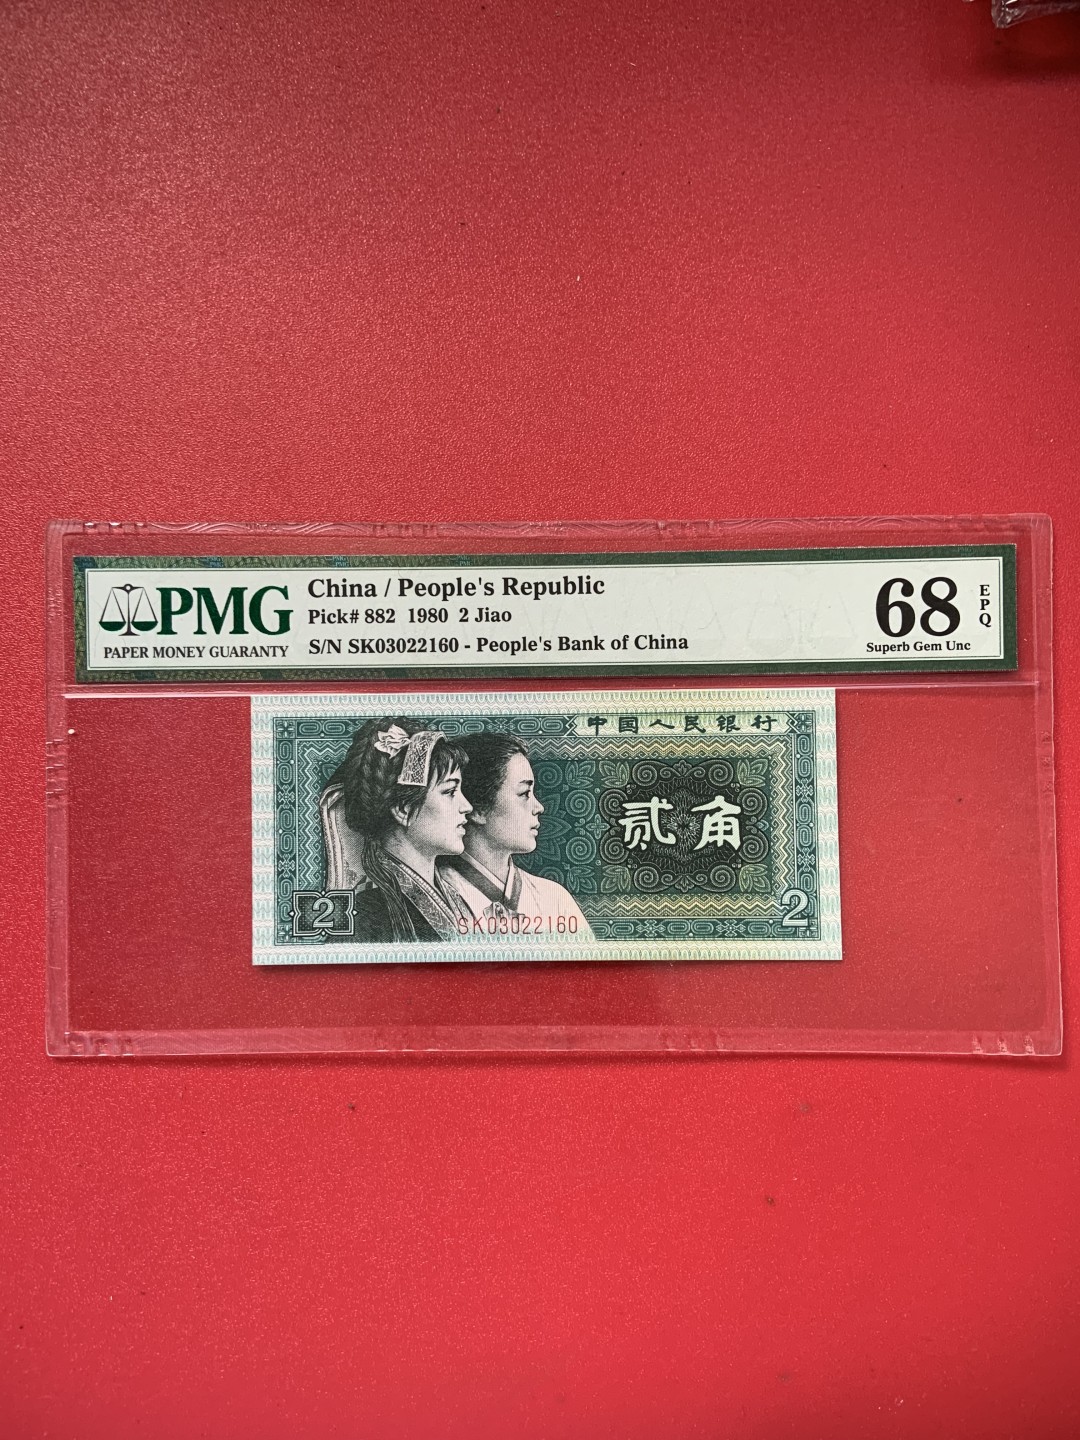 PMG
PAPER MONEY GUARANTY
China / People's Republic
Pick# 882 1980 2 Jiao
S/N SK03022160 - People's Bank of China
68
EPQ
Superb Gem Unc
中国人民银行
贰角
2
SK03022160
2